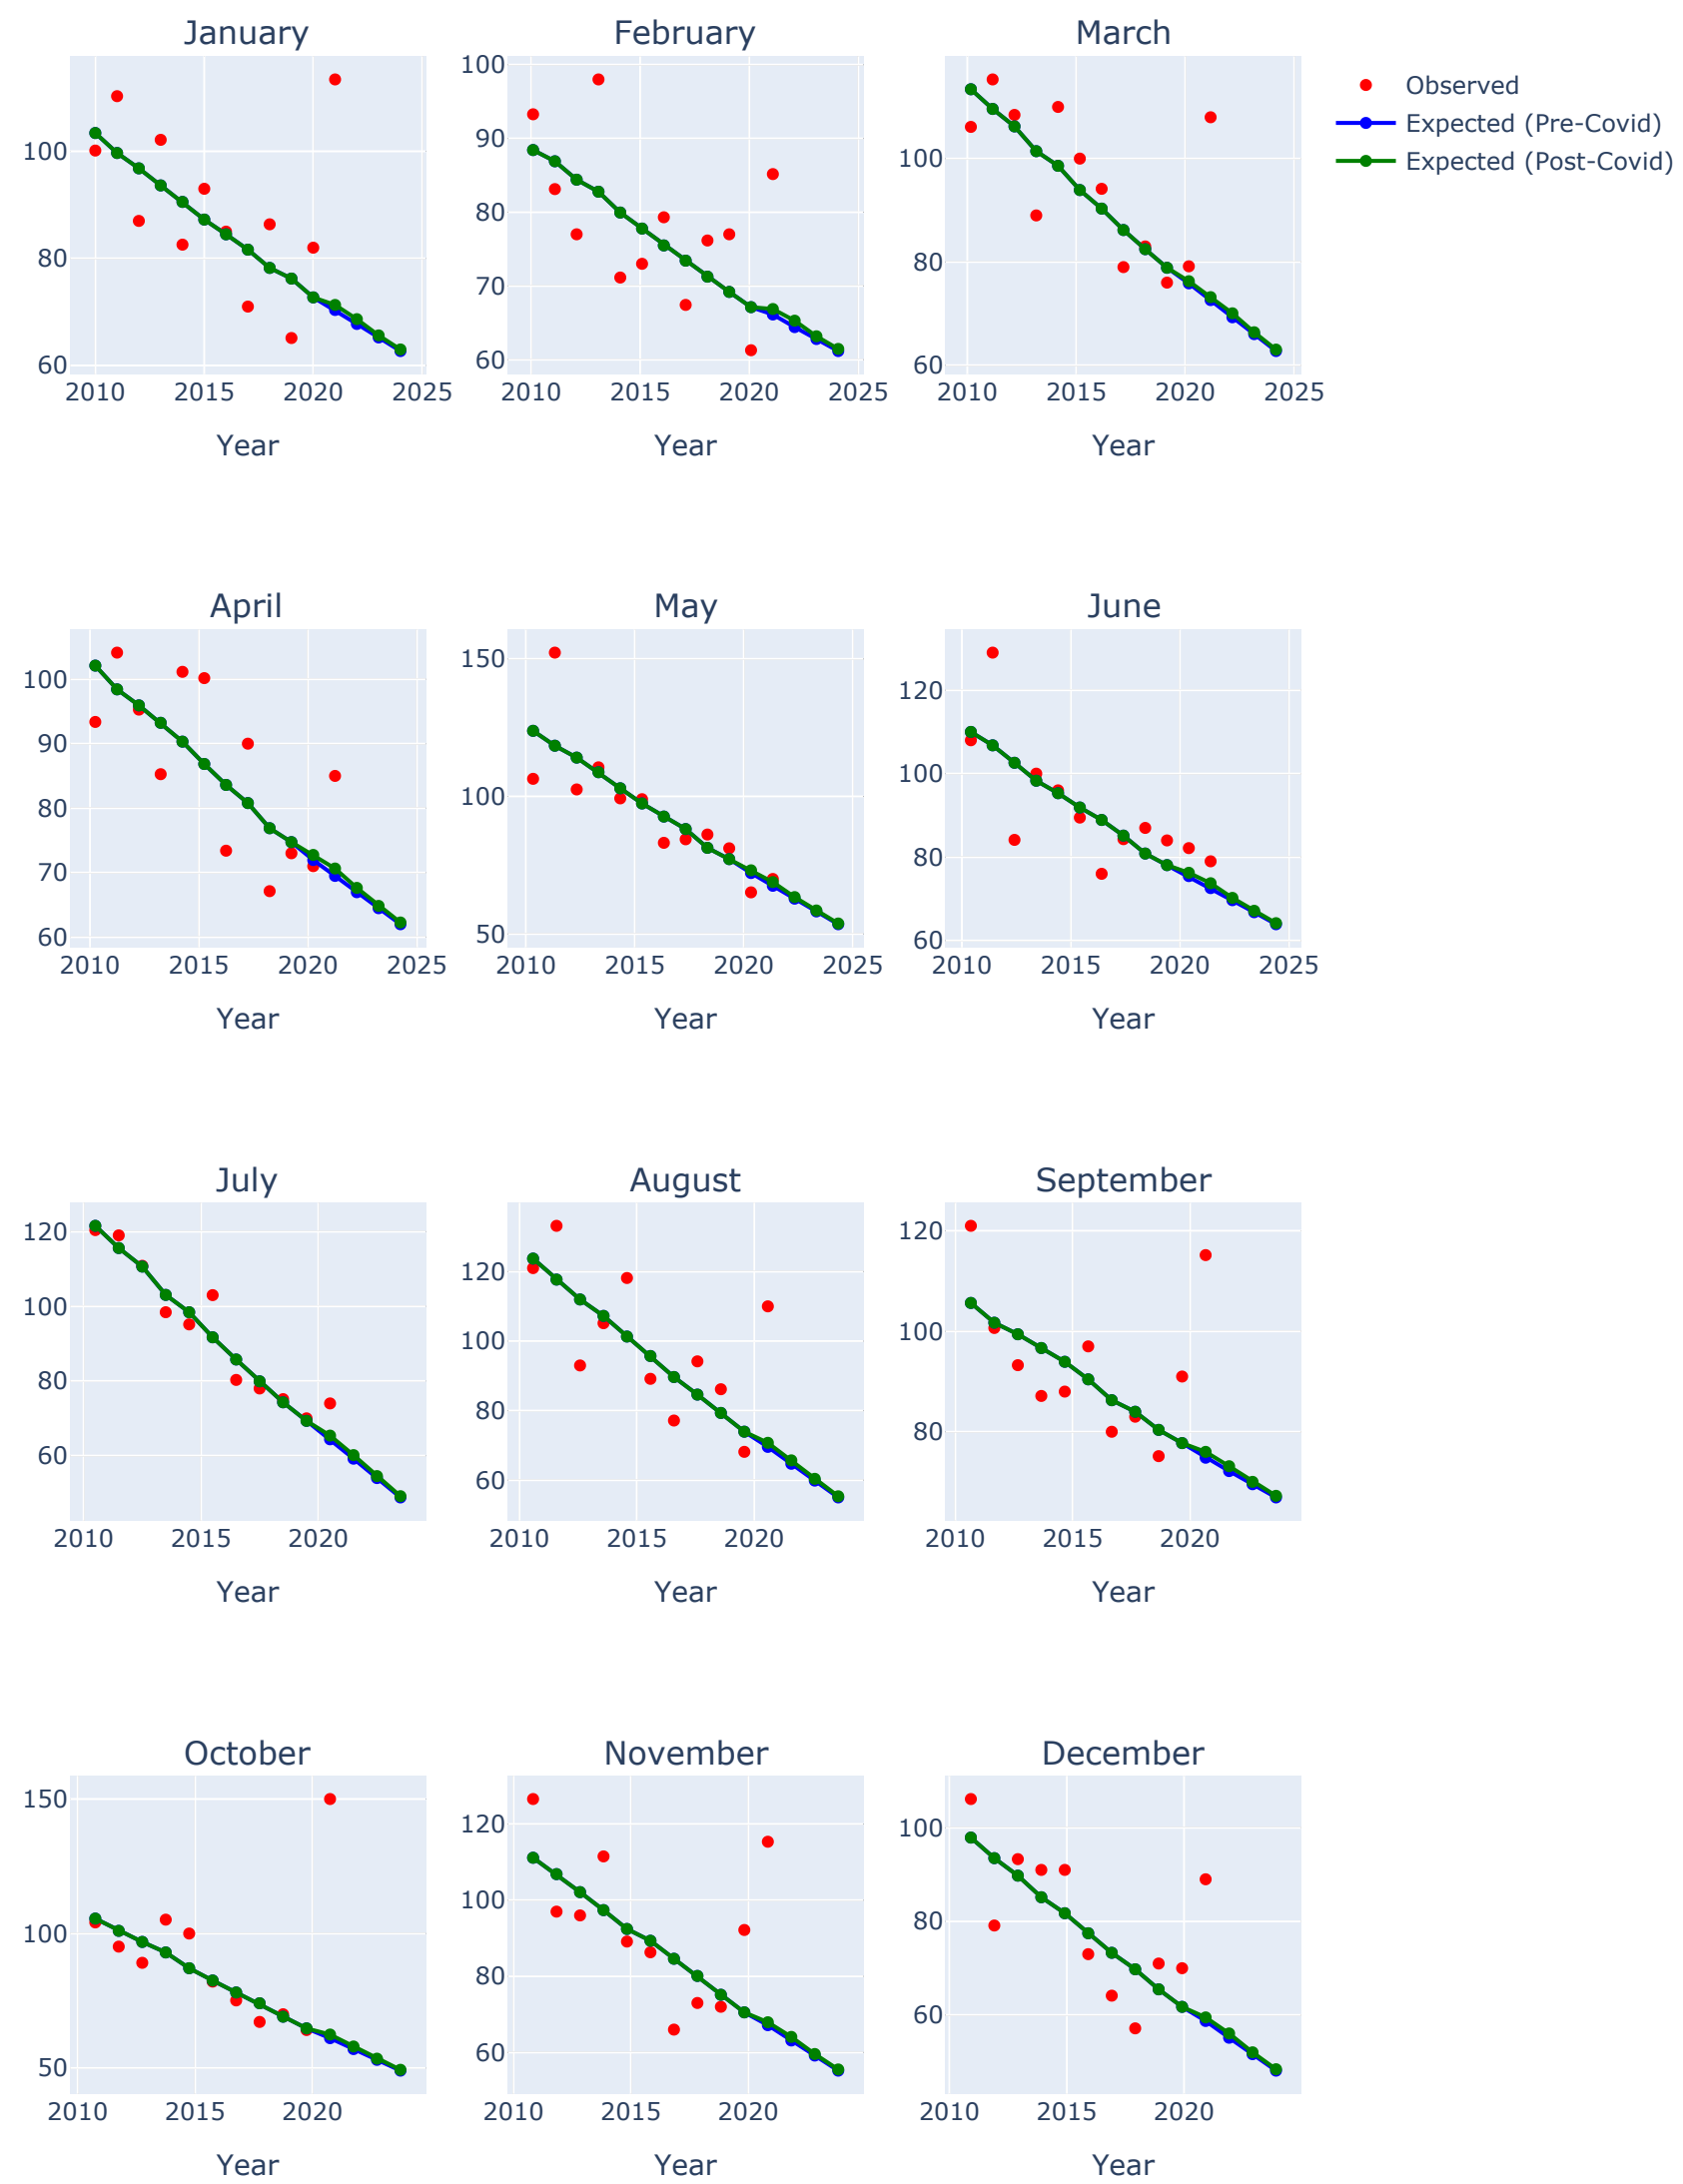 January February March
100
80
60
2010 2015 2020 2025
Year
100
90
80
70
60
2010 2015 2020 2025
Year
100
80
60
2010 2015 2020 2025
Year
Observed
Expected (Pre-Covid)
Expected (Post-Covid)
April May June
100
90
80
70
60
2010 2015 2020 2025
Year
150
100
50
2010 2015 2020 2025
Year
120
100
80
60
2010 2015 2020 2025
Year
July August September
120
100
80
60
2010 2015 2020
Year
120
100
80
60
2010 2015 2020
Year
120
100
80
2010 2015 2020
Year
October November December
150
100
50
2010 2015 2020
Year
120
100
80
60
2010 2015 2020
Year
100
80
60
2010 2015 2020
Year